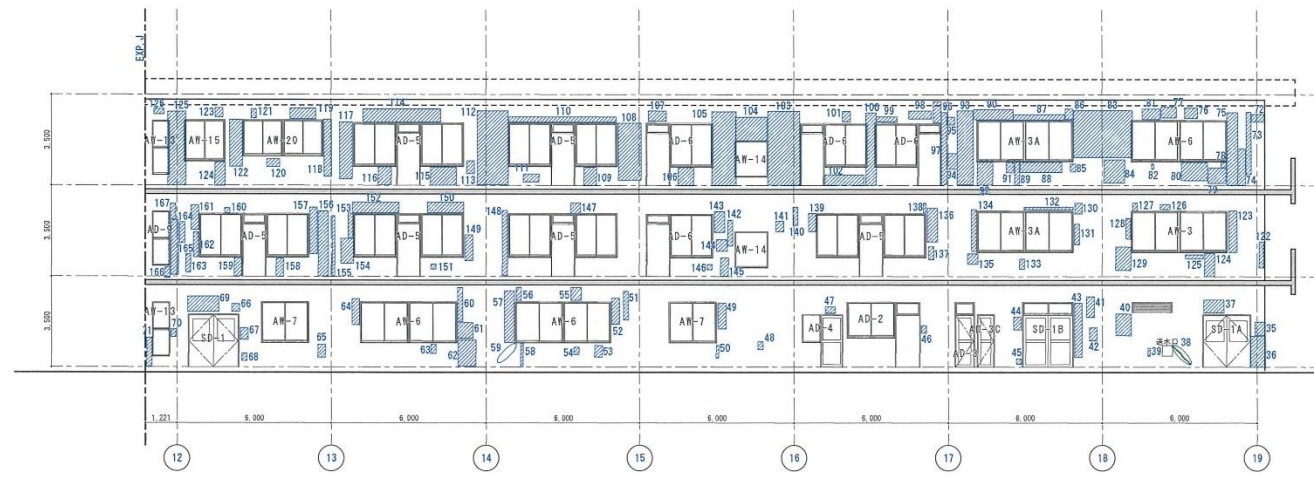 EXP.J
126 125 123 121 119 117 114 112 110 108 107 105 104 103 101 100 99 98 96 93 90 87 86 83 81 77 76 75 72
95 73
AW-13 AW-15 AW-20 AD-5 AD-5 AD-6 AW-14 AD-6 AD-6 AW-3A AW-6
3,500
97
124 122 120 118 116 115 113 111 109 106 102 94 92 91 89 88 85 84 82 80 79 78 74
167 161 160 157 156 153 152 150 148 147 143 142 141 139 138 136 134 132 130 127 126 123
164 140 128
AD-9 AD-5 AD-5 AD-5 AD-6 AW-14 AD-5 AW-3A AW-3
3,900
165 162 149 144 137 131 122
166 163 159 158 155 154 151 146 145 135 133 129 125 124
69 66 64 60 57 56 55 51 49 47 44 43 41 40 37
AW-13 AW-7 AW-6 AW-6 AW-7 AD-4 AD-2 AD-3C SD-1B SD-1A
3,500
71 70 SD-1 67 65 61 52 48 46 42 35
送水口 38
68 63 62 59 58 54 53 50 AD-3 45 39 36
1,221 6,000 6,000 6,000 6,000 6,000 6,000 6,000
12 13 14 15 16 17 18 19